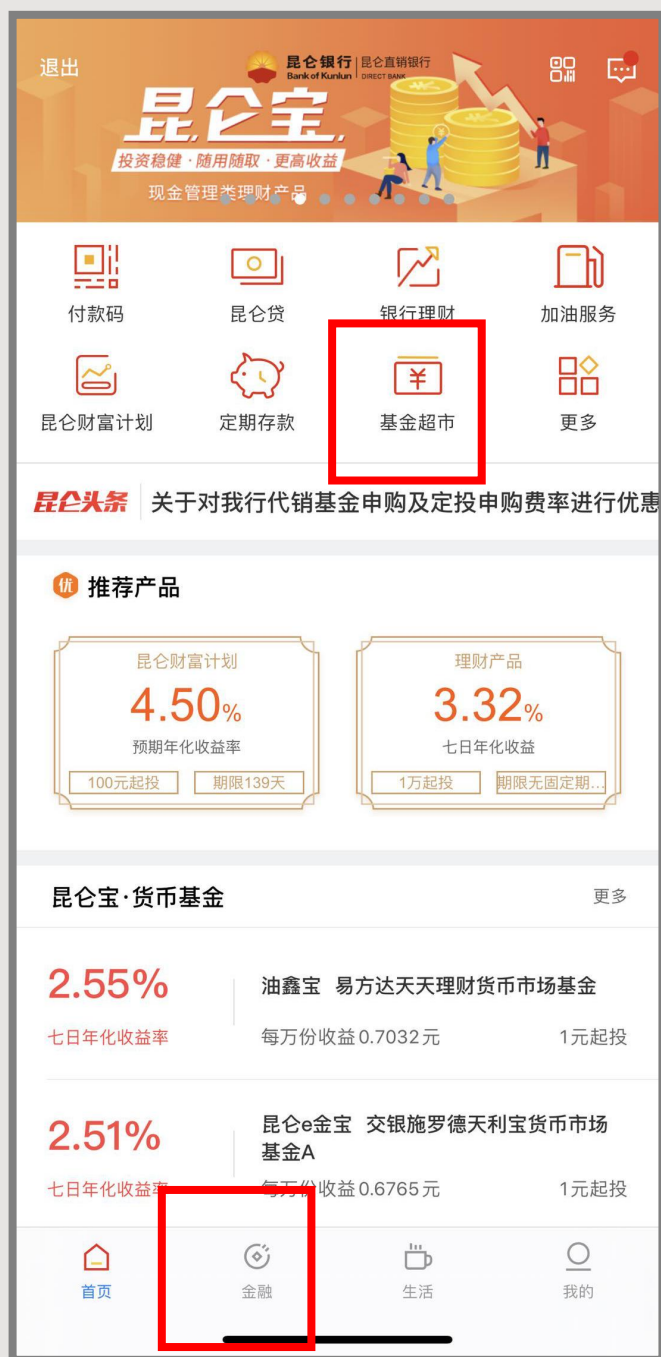 退出
昆仑银行 昆仑直销银行
Bank of Kunlun DIRECT BANK
昆仑宝
投资稳健·随用随取·更高收益
现金管理类理财产品
付款码 昆仑贷 银行理财 加油服务
昆仑财富计划 定期存款 基金超市 更多
昆仑头条 关于对我行代销基金申购及定投申购费率进行优惠
优 推荐产品
昆仑财富计划 理财产品
4.50% 3.32%
预期年化收益率 七日年化收益
100元起投 期限139天 1万起投 期限无固定期...
昆仑宝·货币基金 更多
2.55% 油鑫宝 易方达天天理财货币市场基金
七日年化收益率 每万份收益0.7032元 1元起投
2.51% 昆仑e金宝 交银施罗德天利宝货币市场
基金A
七日年化收益率 每万份收益0.6765元 1元起投
首页 金融 生活 我的